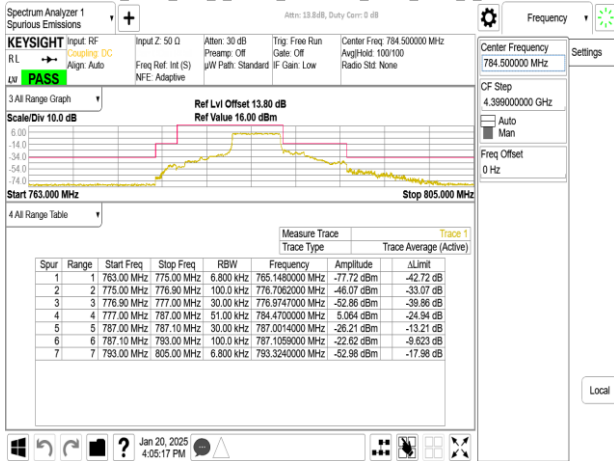 Spectrum Analyzer 1
Spurious Emissions
Attn: 13.8dB, Duty Corr: 0 dB
Frequency
KEYSIGHT
RL
LXI
PASS
Input: RF
Coupling: DC
Align: Auto
Input Z: 50 Ω
Freq Ref: Int (S)
NFE: Adaptive
Atten: 30 dB
Preamp: Off
µW Path: Standard
Trig: Free Run
Gate: Off
IF Gain: Low
Center Freq: 784.500000 MHz
Avg|Hold: 100/100
Radio Std: None
Center Frequency
784.500000 MHz
Settings
CF Step
4.399000000 GHz
Auto
Man
Freq Offset
0 Hz
3 All Range Graph
Scale/Div 10.0 dB
Ref Lvl Offset 13.80 dB
Ref Value 16.00 dBm
6.00
-14.0
-34.0
-54.0
-74.0
Start 763.000 MHz
Stop 805.000 MHz
4 All Range Table
Measure Trace Trace 1
Trace Type Trace Average (Active)
Spur Range Start Freq Stop Freq RBW Frequency Amplitude ΔLimit
1 1 763.00 MHz 775.00 MHz 6.800 kHz 765.1480000 MHz -77.72 dBm -42.72 dB
2 2 775.00 MHz 776.90 MHz 100.0 kHz 776.7062000 MHz -46.07 dBm -33.07 dB
3 3 776.90 MHz 777.00 MHz 30.00 kHz 776.9747000 MHz -52.86 dBm -39.86 dB
4 4 777.00 MHz 787.00 MHz 51.00 kHz 784.4700000 MHz 5.064 dBm -24.94 dB
5 5 787.00 MHz 787.10 MHz 30.00 kHz 787.0014000 MHz -26.21 dBm -13.21 dB
6 6 787.10 MHz 793.00 MHz 100.0 kHz 787.1059000 MHz -22.62 dBm -9.623 dB
7 7 793.00 MHz 805.00 MHz 6.800 kHz 793.3240000 MHz -52.98 dBm -17.98 dB
Local
Jan 20, 2025
4:05:17 PM